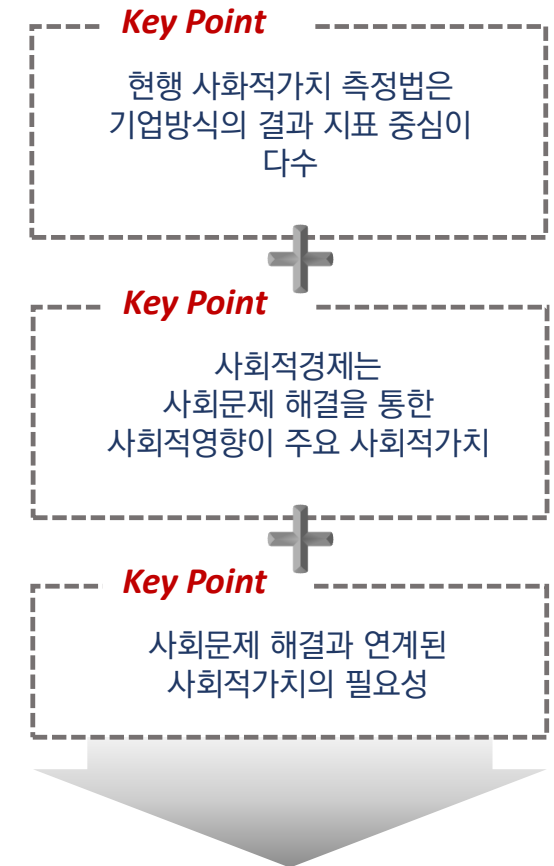 Key Point
현행 사화적가치 측정법은
기업방식의 결과 지표 중심이
다수
Key Point
사회적경제는
사회문제 해결을 통한
사회적영향이 주요 사회적가치
Key Point
사회문제 해결과 연계된
사회적가치의 필요성